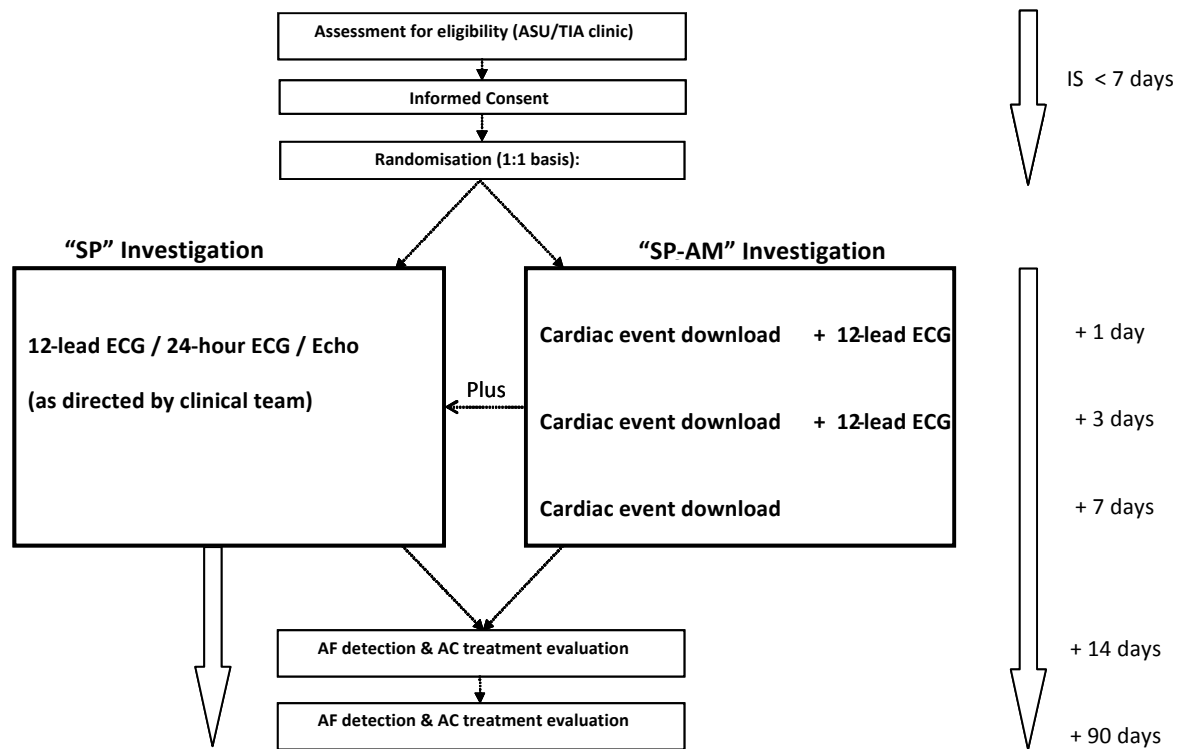 Assessment for eligibility (ASU/TIA clinic)
IS < 7 days
Informed Consent
Randomisation (1:1 basis):
“SP” Investigation
“SP-AM” Investigation
12-lead ECG / 24-hour ECG / Echo
(as directed by clinical team)
Plus
Cardiac event download + 12-lead ECG
+ 1 day
Cardiac event download + 12-lead ECG
+ 3 days
Cardiac event download
+ 7 days
AF detection & AC treatment evaluation
+ 14 days
AF detection & AC treatment evaluation
+ 90 days